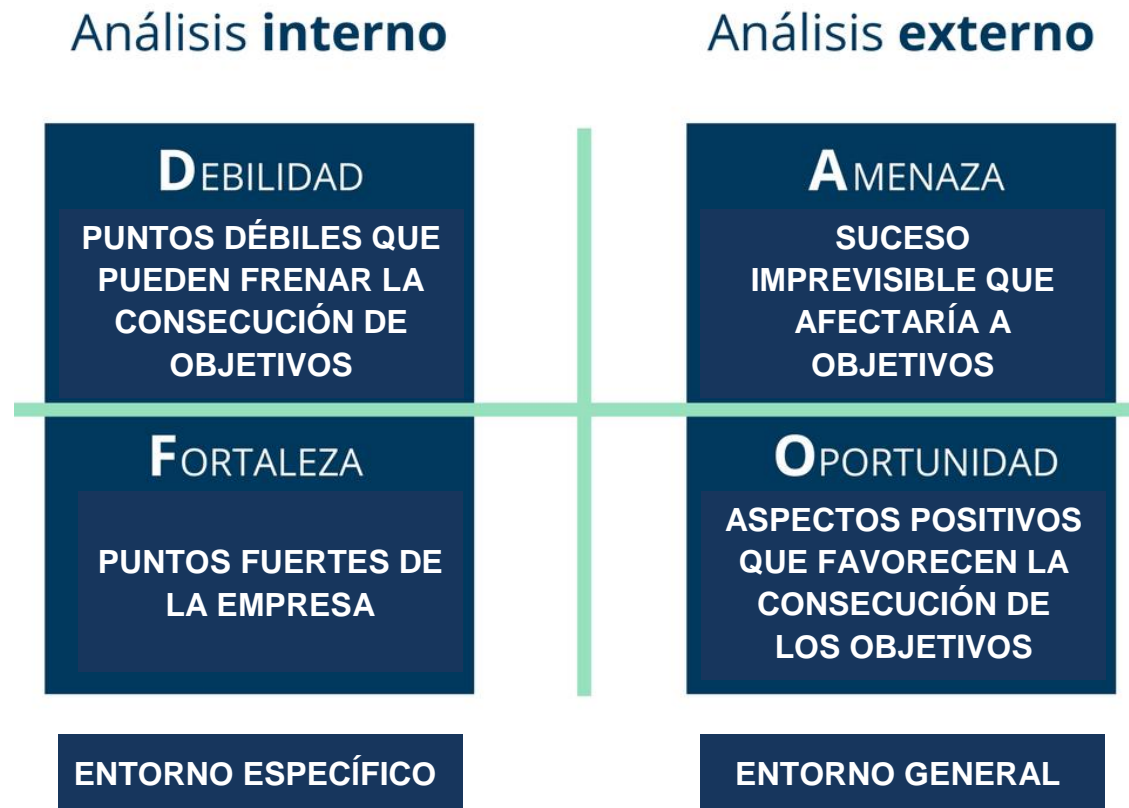 Análisis interno
Análisis externo
DEBILIDAD
PUNTOS DÉBILES QUE
PUEDEN FRENAR LA
CONSECUCIÓN DE
OBJETIVOS
AMENAZA
SUCESO
IMPREVISIBLE QUE
AFECTARÍA A
OBJETIVOS
FORTALEZA
PUNTOS FUERTES DE
LA EMPRESA
OPORTUNIDAD
ASPECTOS POSITIVOS
QUE FAVORECEN LA
CONSECUCIÓN DE
LOS OBJETIVOS
ENTORNO ESPECÍFICO
ENTORNO GENERAL